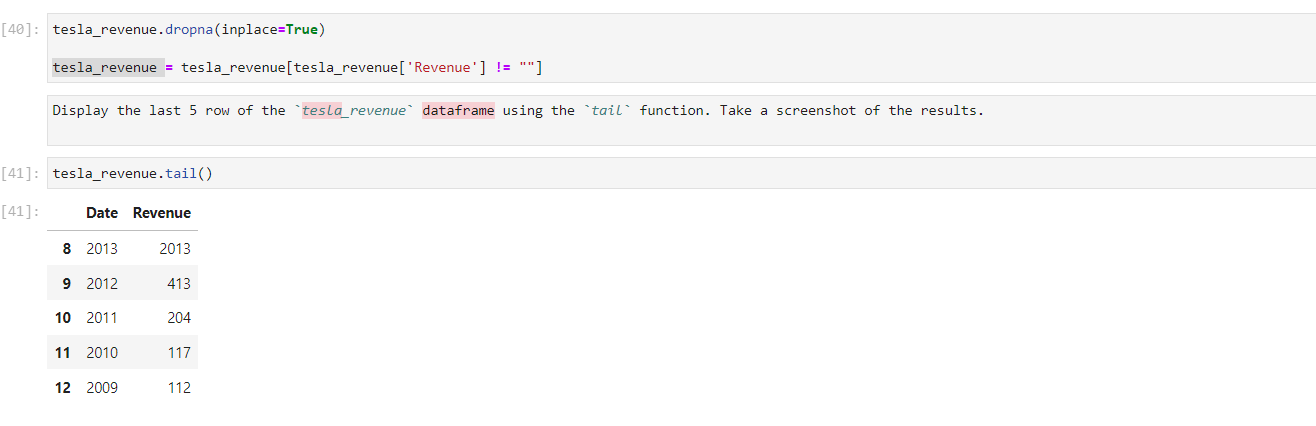 [40]: tesla_revenue.dropna(inplace=True)
tesla_revenue = tesla_revenue[tesla_revenue['Revenue'] != ""]
Display the last 5 row of the `tesla_revenue` dataframe using the `tail` function. Take a screenshot of the results.
[41]: tesla_revenue.tail()
[41]: Date Revenue
8 2013 2013
9 2012 413
10 2011 204
11 2010 117
12 2009 112